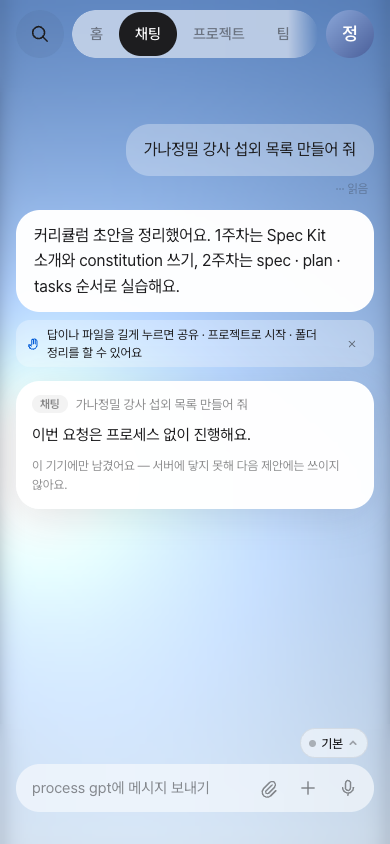 홈 채팅 프로젝트 팀 정
가나정밀 강사 섭외 목록 만들어 줘
··· 읽음
커리큘럼 초안을 정리했어요. 1주차는 Spec Kit
소개와 constitution 쓰기, 2주차는 spec · plan ·
tasks 순서로 실습해요.
답이나 파일을 길게 누르면 공유 · 프로젝트로 시작 · 폴더
정리를 할 수 있어요
채팅 가나정밀 강사 섭외 목록 만들어 줘
이번 요청은 프로세스 없이 진행해요.
이 기기에만 남겼어요 — 서버에 닿지 못해 다음 제안에는 쓰이지
않아요.
기본
process gpt에 메시지 보내기